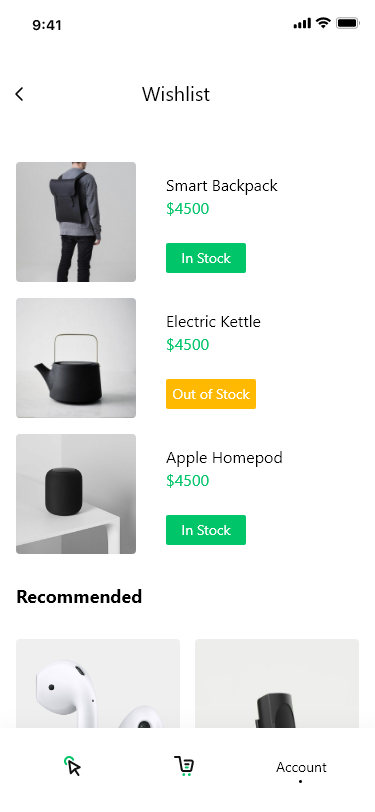 9:41
Wishlist
Smart Backpack
$4500
In Stock
Electric Kettle
$4500
Out of Stock
Apple Homepod
$4500
In Stock
Recommended
Account